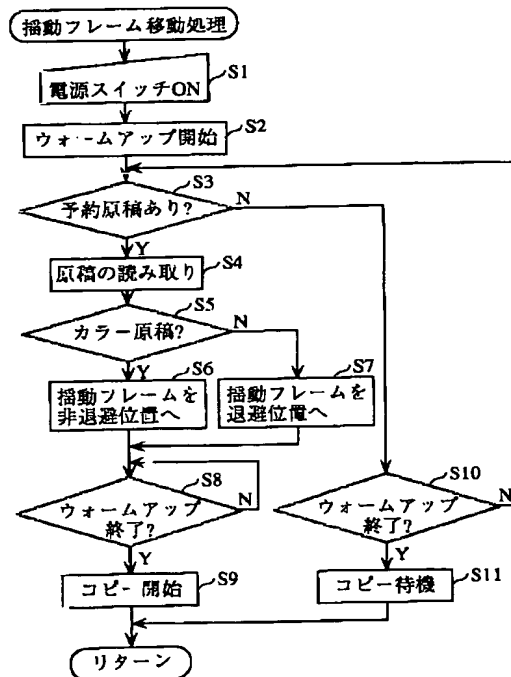 揺動フレーム移動処理
電源スイッチON
S1
ウォームアップ開始
S2
予約原稿あり?
S3
N
Y
原稿の読み取り
S4
カラー原稿?
S5
N
Y
揺動フレームを
非退避位置へ
S6
揺動フレームを
退避位置へ
S7
ウォームアップ
終了?
S8
N
Y
コピー開始
S9
ウォームアップ
終了?
S10
N
Y
コピー待機
S11
リターン